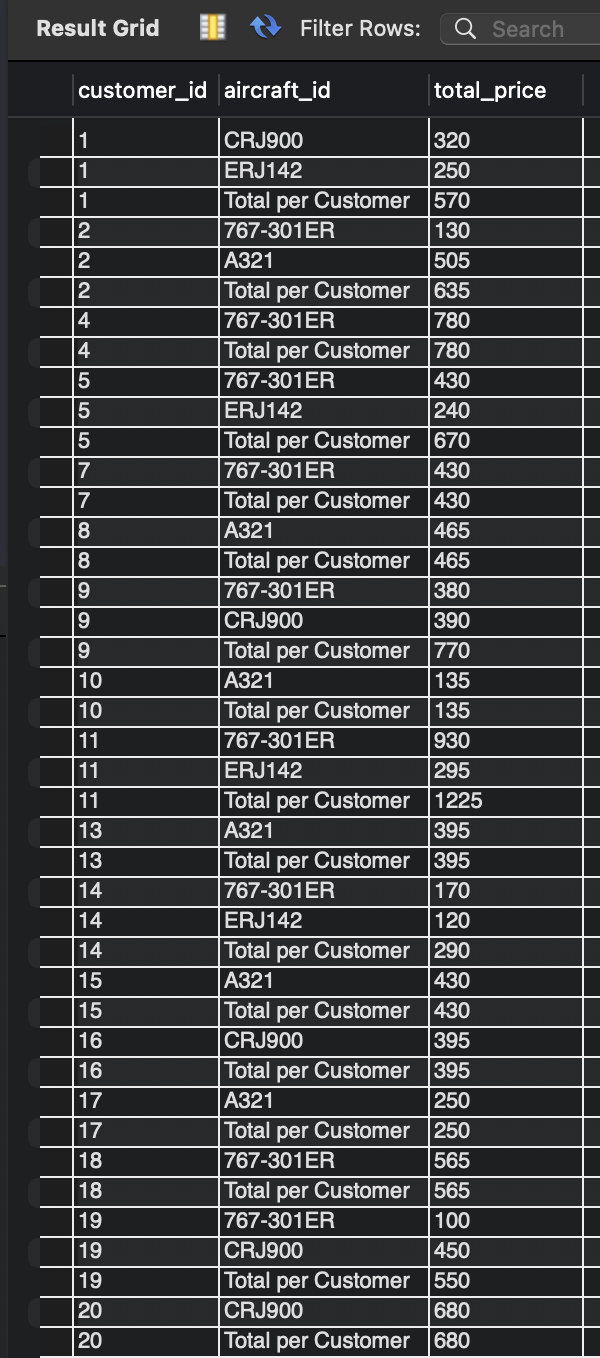 Result Grid Filter Rows: Search
customer_id aircraft_id total_price
1 CRJ900 320
1 ERJ142 250
1 Total per Customer 570
2 767-301ER 130
2 A321 505
2 Total per Customer 635
4 767-301ER 780
4 Total per Customer 780
5 767-301ER 430
5 ERJ142 240
5 Total per Customer 670
7 767-301ER 430
7 Total per Customer 430
8 A321 465
8 Total per Customer 465
9 767-301ER 380
9 CRJ900 390
9 Total per Customer 770
10 A321 135
10 Total per Customer 135
11 767-301ER 930
11 ERJ142 295
11 Total per Customer 1225
13 A321 395
13 Total per Customer 395
14 767-301ER 170
14 ERJ142 120
14 Total per Customer 290
15 A321 430
15 Total per Customer 430
16 CRJ900 395
16 Total per Customer 395
17 A321 250
17 Total per Customer 250
18 767-301ER 565
18 Total per Customer 565
19 767-301ER 100
19 CRJ900 450
19 Total per Customer 550
20 CRJ900 680
20 Total per Customer 680